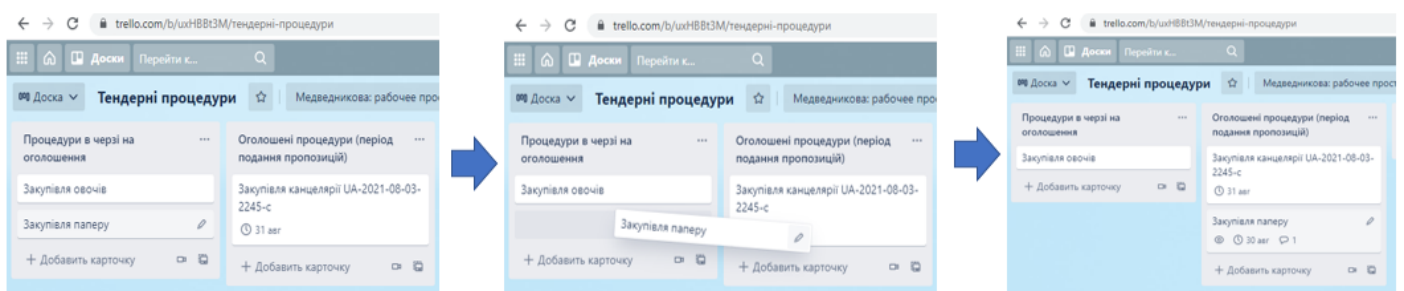 trello.com/b/uxHBBt3M/тендерні-процедури
Доски Перейти к...
Доска Тендерні процедури Медведникова: рабочее про
Процедури в черзі на оголошення
Закупівля овочів
Закупівля паперу
+ Добавить карточку
Оголошені процедури (період подання пропозицій)
Закупівля канцелярії UA-2021-08-03-
2245-с
31 авг
+ Добавить карточку
trello.com/b/uxHBBt3M/тендерні-процедури
Доски Перейти к...
Доска Тендерні процедури Медведникова: рабочее про
Процедури в черзі на
оголошення
Закупівля овочів
Закупівля паперу
+ Добавить карточку
Оголошені процедури (період
подання пропозицій)
Закупівля канцелярії UA-2021-08-03-
2245-с
+ Добавить карточку
trello.com/b/uxHBBt3M/тендерні-процедури
Доски Перейти к...
Доска Тендерні процедури Медведникова: рабочее прост
Процедури в черзі на
оголошення
Закупівля овочів
+ Добавить карточку
Оголошені процедури (період
подання пропозицій)
Закупівля канцелярії UA-2021-08-03-
2245-с
31 авг
Закупівля паперу
30 авг 1
+ Добавить карточку